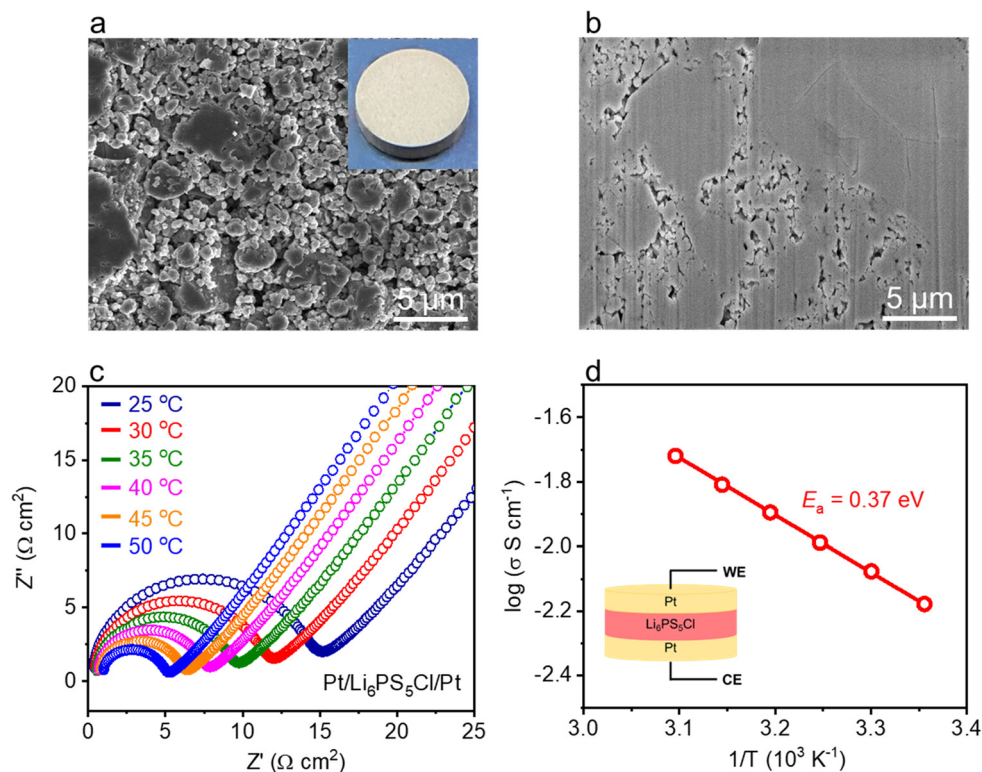 a
5 μm
b
5 μm
c
20
15
10
5
0
Z'' (Ω cm²)
25 ºC
30 ºC
35 ºC
40 ºC
45 ºC
50 ºC
Pt/Li₆PS₅Cl/Pt
0 5 10 15 20 25
Z' (Ω cm²)
d
-1.6
-1.8
-2.0
-2.2
-2.4
log (σ S cm⁻¹)
Eₐ = 0.37 eV
WE
Pt
Li₆PS₅Cl
Pt
CE
3.0 3.1 3.2 3.3 3.4
1/T (10³ K⁻¹)